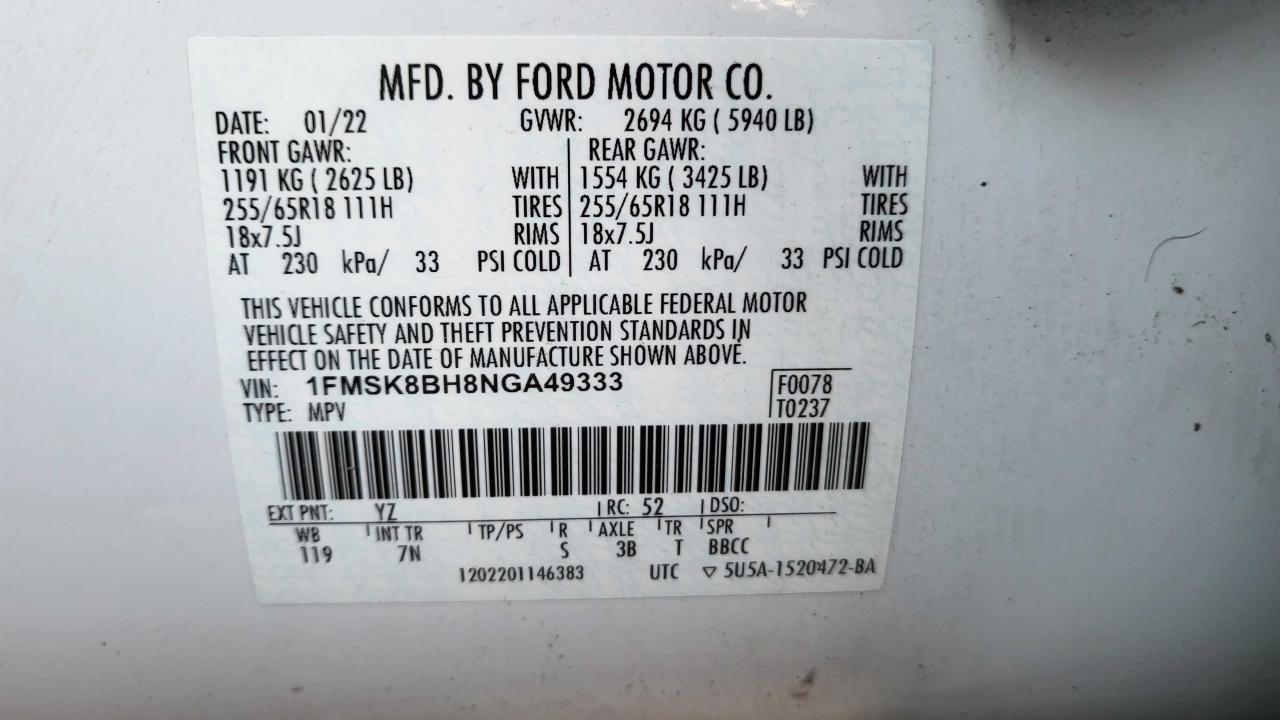 MFD. BY FORD MOTOR CO.
DATE: 01/22 GVWR: 2694 KG ( 5940 LB)
FRONT GAWR: REAR GAWR:
1191 KG ( 2625 LB) WITH 1554 KG ( 3425 LB) WITH
255/65R18 111H TIRES 255/65R18 111H TIRES
18x7.5J RIMS 18x7.5J RIMS
AT 230 kPa/ 33 PSI COLD AT 230 kPa/ 33 PSI COLD
THIS VEHICLE CONFORMS TO ALL APPLICABLE FEDERAL MOTOR
VEHICLE SAFETY AND THEFT PREVENTION STANDARDS IN
EFFECT ON THE DATE OF MANUFACTURE SHOWN ABOVE.
VIN: 1FMSK8BH8NGA49333 F0078
TYPE: MPV T0237
EXT PNT: YZ RC: 52 DSO:
WB INT TR TP/PS R AXLE TR SPR
119 7N S 3B T BBCC
1202201146383 UTC ▽ 5U5A-1520472-BA